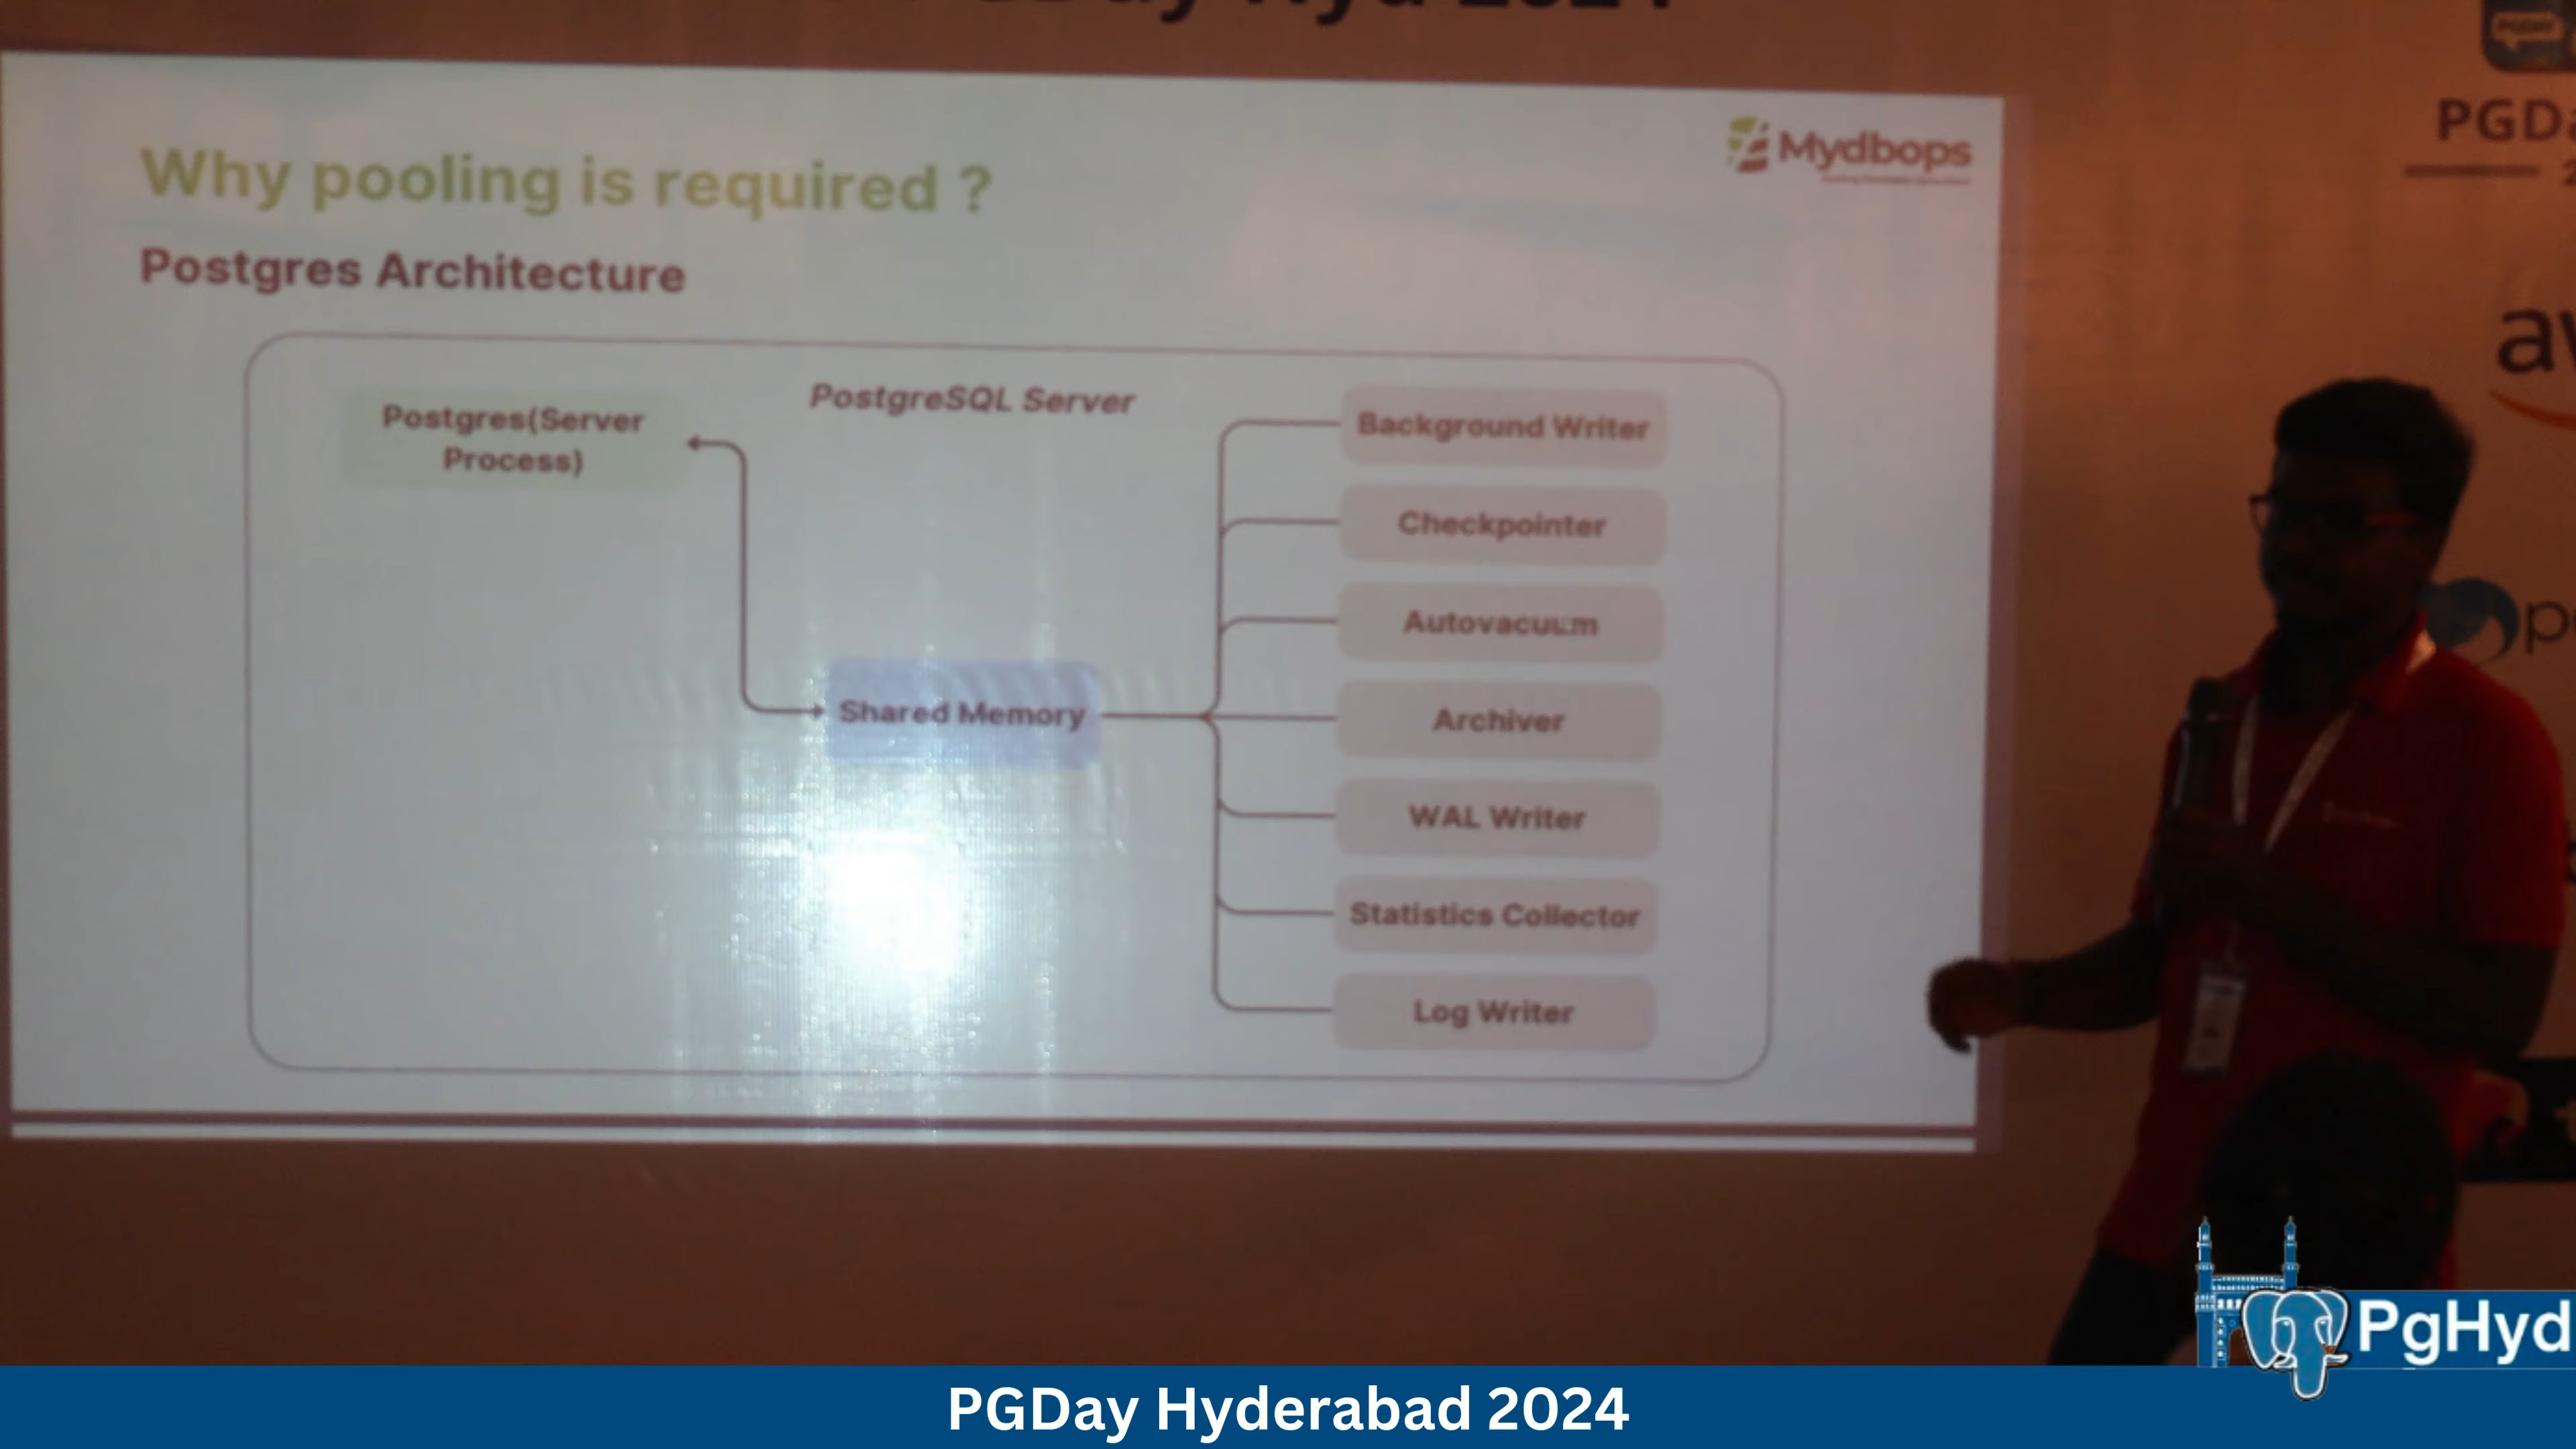 Why pooling is required ?
Mydbops
Postgres Architecture
PostgreSQL Server
Postgres(Server
Process)
Shared Memory
Background Writer
Checkpointer
Autovacuum
Archiver
WAL Writer
Statistics Collector
Log Writer
PgHyd
PGDay Hyderabad 2024